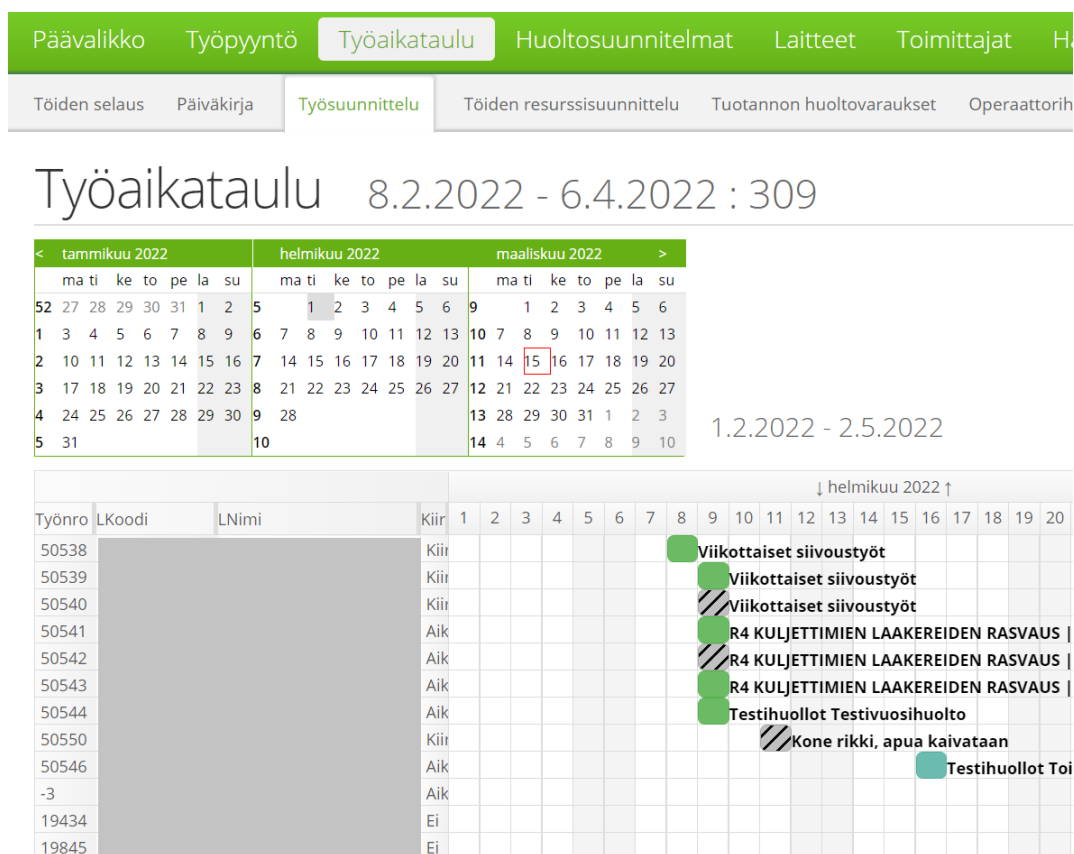 Päävalikko Työpyyntö Työaikataulu Huoltosuunnitelmat Laitteet Toimittajat
Töiden selaus Päiväkirja Työsuunnittelu Töiden resurssisuunnittelu Tuotannon huoltovaraukset
Työaikataulu 8.2.2022 - 6.4.2022 : 309
< tammikuu 2022 helmikuu 2022 maaliskuu 2022 >
ma ti ke to pe la su ma ti ke to pe la su ma ti ke to pe la su
52 27 28 29 30 31 1 2 5 1 2 3 4 5 6 9 1 2 3 4 5 6
1 3 4 5 6 7 8 9 6 7 8 9 10 11 12 13 10 7 8 9 10 11 12 13
2 10 11 12 13 14 15 16 7 14 15 16 17 18 19 20 11 14 15 16 17 18 19 20
3 17 18 19 20 21 22 23 8 21 22 23 24 25 26 27 12 21 22 23 24 25 26 27
4 24 25 26 27 28 29 30 9 28 13 28 29 30 31 1 2 3
5 31 10 14 4 5 6 7 8 9 10
1.2.2022 - 2.5.2022
↓ helmikuu 2022 ↑
Työnro LKoodi LNimi Kiir 1 2 3 4 5 6 7 8 9 10 11 12 13 14 15 16 17 18 19 20
50538 Kiir Viikottaiset siivoustyöt
50539 Kiir Viikottaiset siivoustyöt
50540 Kiir Viikottaiset siivoustyöt
50541 Aik R4 KULJETTIMIEN LAAKEREIDEN RASVAUS |
50542 Aik R4 KULJETTIMIEN LAAKEREIDEN RASVAUS |
50543 Aik R4 KULJETTIMIEN LAAKEREIDEN RASVAUS |
50544 Aik Testihuollot Testivuosihuolto
50550 Kiir Kone rikki, apua kaivataan
50546 Aik Testihuollot Toi
-3 Aik
19434 Ei
19845 Ei